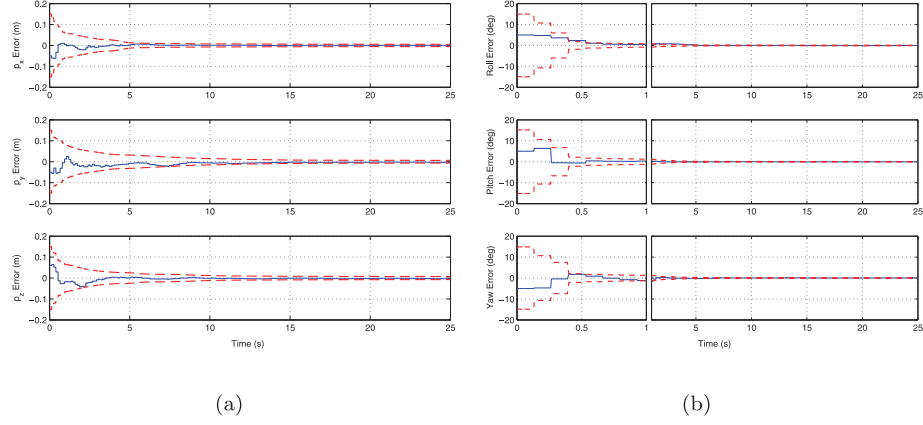 0.2
0.1
0
−0.1
−0.2
p_x Error (m)
0 5 10 15 20 25
0.2
0.1
0
−0.1
−0.2
p_y Error (m)
0 5 10 15 20 25
0.2
0.1
0
−0.1
−0.2
p_z Error (m)
0 5 10 15 20 25
Time (s)
(a)
20
10
0
−10
−20
Roll Error (deg)
0 0.5 1 5 10 15 20 25
20
10
0
−10
−20
Pitch Error (deg)
0 0.5 1 5 10 15 20 25
20
10
0
−10
−20
Yaw Error (deg)
0 0.5 1 5 10 15 20 25
Time (s)
(b)